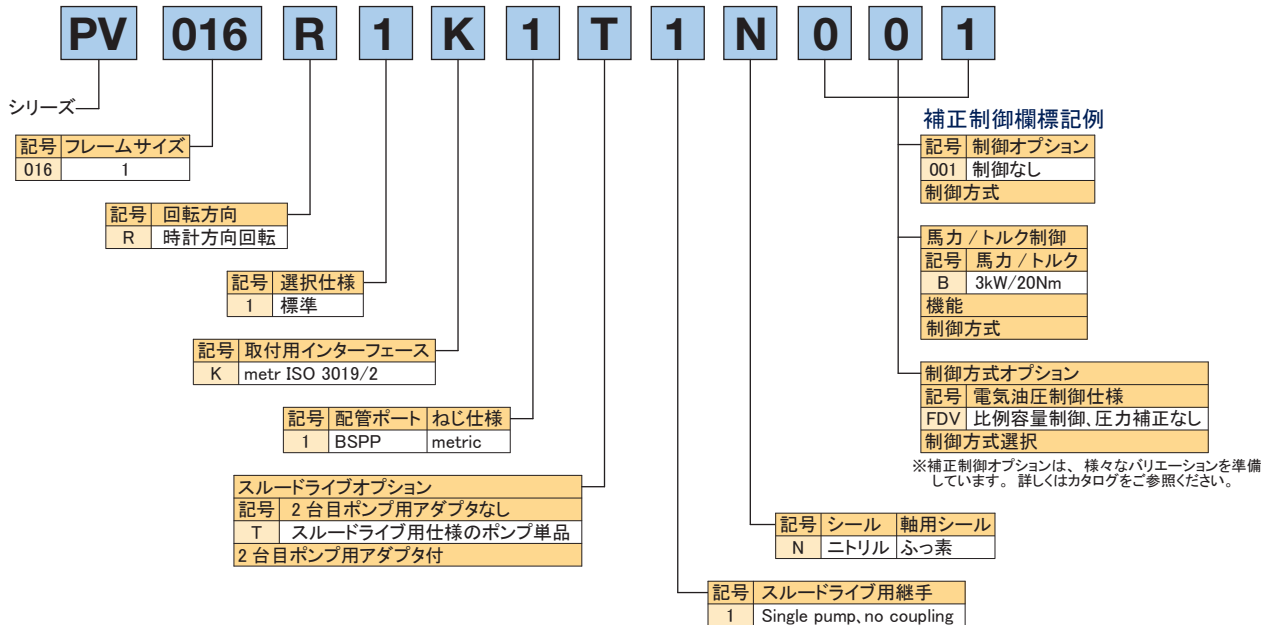 PV 016 R 1 K 1 T 1 N 0 0 1
シリーズ
記号 フレームサイズ
016 1
記号 回転方向
R 時計方向回転
記号 選択仕様
1 標準
記号 取付用インターフェース
K metr ISO 3019/2
記号 配管ポート ねじ仕様
1 BSPP metric
スルードライブオプション
記号 2 台目ポンプ用アダプタなし
T スルードライブ用仕様のポンプ単品
2 台目ポンプ用アダプタ付
記号 スルードライブ用継手
1 Single pump、no coupling
記号 シール 軸用シール
N ニトリル ふっ素
補正制御欄標記例
記号 制御オプション
001 制御なし
制御方式
馬力 / トルク制御
記号 馬力 / トルク
B 3kW/20Nm
機能
制御方式
制御方式オプション
記号 電気油圧制御仕様
FDV 比例容量制御、圧力補正なし
制御方式選択
※補正制御オプションは、様々なバリエーションを準備
しています。詳しくはカタログをご参照ください。